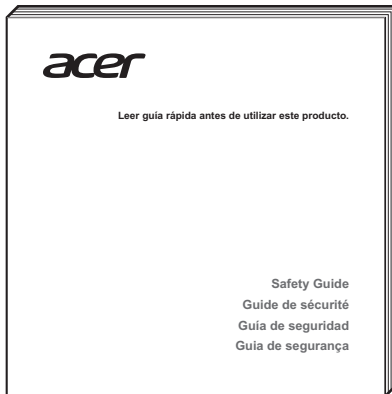 acer
Leer guía rápida antes de utilizar este producto.
Safety Guide
Guide de sécurité
Guía de seguridad
Guia de segurança